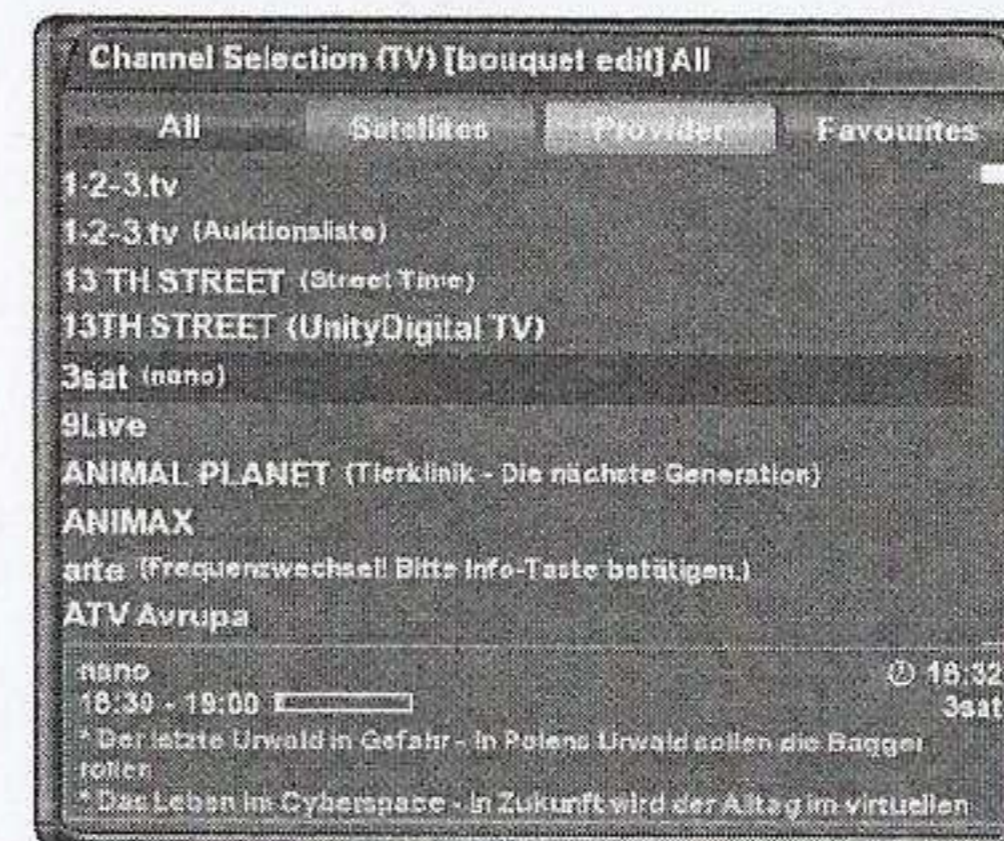 Channel Selection (TV) [bouquet edit] All
All Satellites Provider Favourites
1-2-3.tv
1-2-3.tv (Auktionsliste)
13 TH STREET (Street Time)
13TH STREET (UnityDigital TV)
3sat (nano)
9Live
ANIMAL PLANET (Tierklinik - Die nächste Generation)
ANIMAX
arte (Frequenzwechsel! Bitte Info-Taste betätigen.)
ATV Avrupa
nano 18:32
18:30 - 19:00 3sat
* Der letzte Urwald in Gefahr - In Polens Urwald sollen die Bagger
rollen
* Das Leben im Cyberspace - In Zukunft wird der Alltag im virtuellen